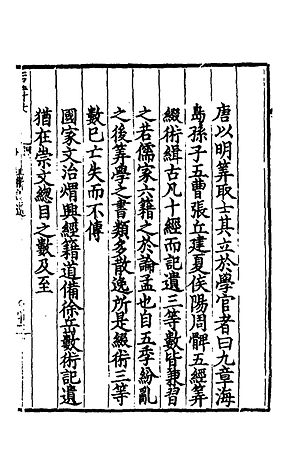 唐以明筭取士其立於學官者曰九章海
島孫子五曹張丘建夏侯陽周髀五經筭
綴術緝古凡十經而記遺三等數皆兼習
之若儒家六籍之於論孟也自五季紛亂
之後筭學之書類多散逸所是綴術三等
數已亡失而不傳
國家文治熠興經籍道備徐岳數術記遺
猶在崇文緫目之數及至